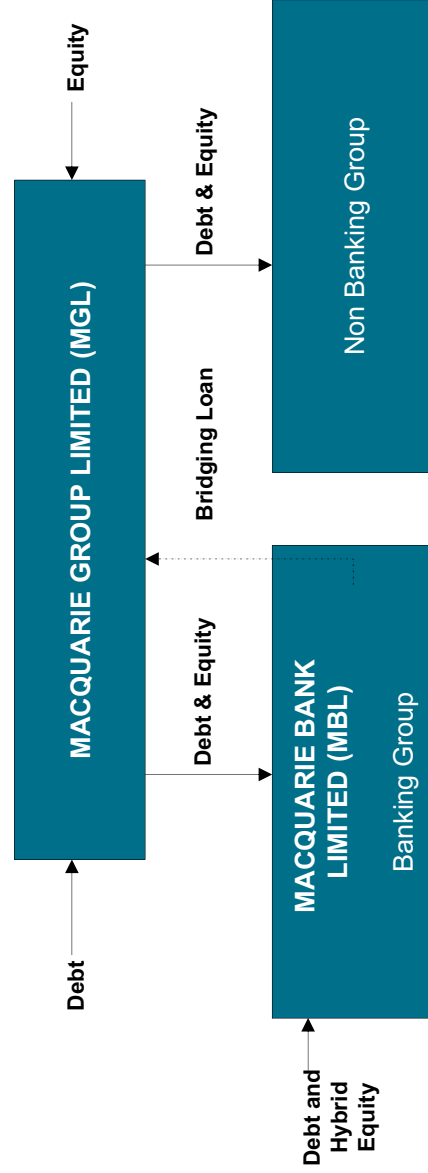 Debt
MACQUARIE GROUP LIMITED (MGL)
Equity
Debt & Equity
Bridging Loan
Debt & Equity
Debt and
Hybrid
Equity
MACQUARIE BANK
LIMITED (MBL)
Banking Group
Non Banking Group